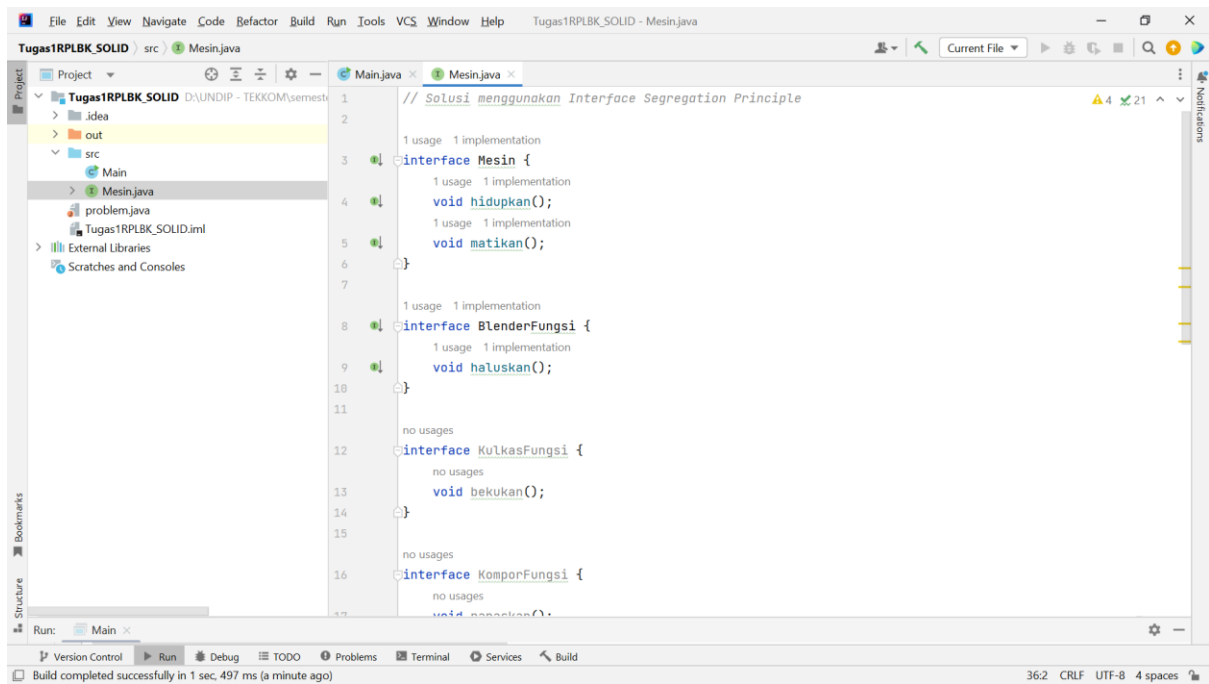 File Edit View Navigate Code Refactor Build Run Tools VCS Window Help Tugas1RPLBK_SOLID - Mesin.java
Tugas1RPLBK_SOLID src Mesin.java Current File
Project
Main.java Mesin.java
Project
Tugas1RPLBK_SOLID D:\UNDIP - TEKKOM\semest
.idea
out
src
Main
Mesin.java
problem.java
Tugas1RPLBK_SOLID.iml
External Libraries
Scratches and Consoles
1 // Solusi menggunakan Interface Segregation Principle
4 21
2
1 usage 1 implementation
3 interface Mesin {
1 usage 1 implementation
4 void hidupkan();
1 usage 1 implementation
5 void matikan();
6 }
7
1 usage 1 implementation
8 interface BlenderFungsi {
1 usage 1 implementation
9 void haluskan();
10 }
11
no usages
12 interface KulkasFungsi {
no usages
13 void bekukan();
14 }
15
no usages
16 interface KomporFungsi {
no usages
17 void panaskan();
Notifications
Bookmarks
Structure
Run: Main
Version Control Run Debug TODO Problems Terminal Services Build
Build completed successfully in 1 sec, 497 ms (a minute ago) 36:2 CRLF UTF-8 4 spaces